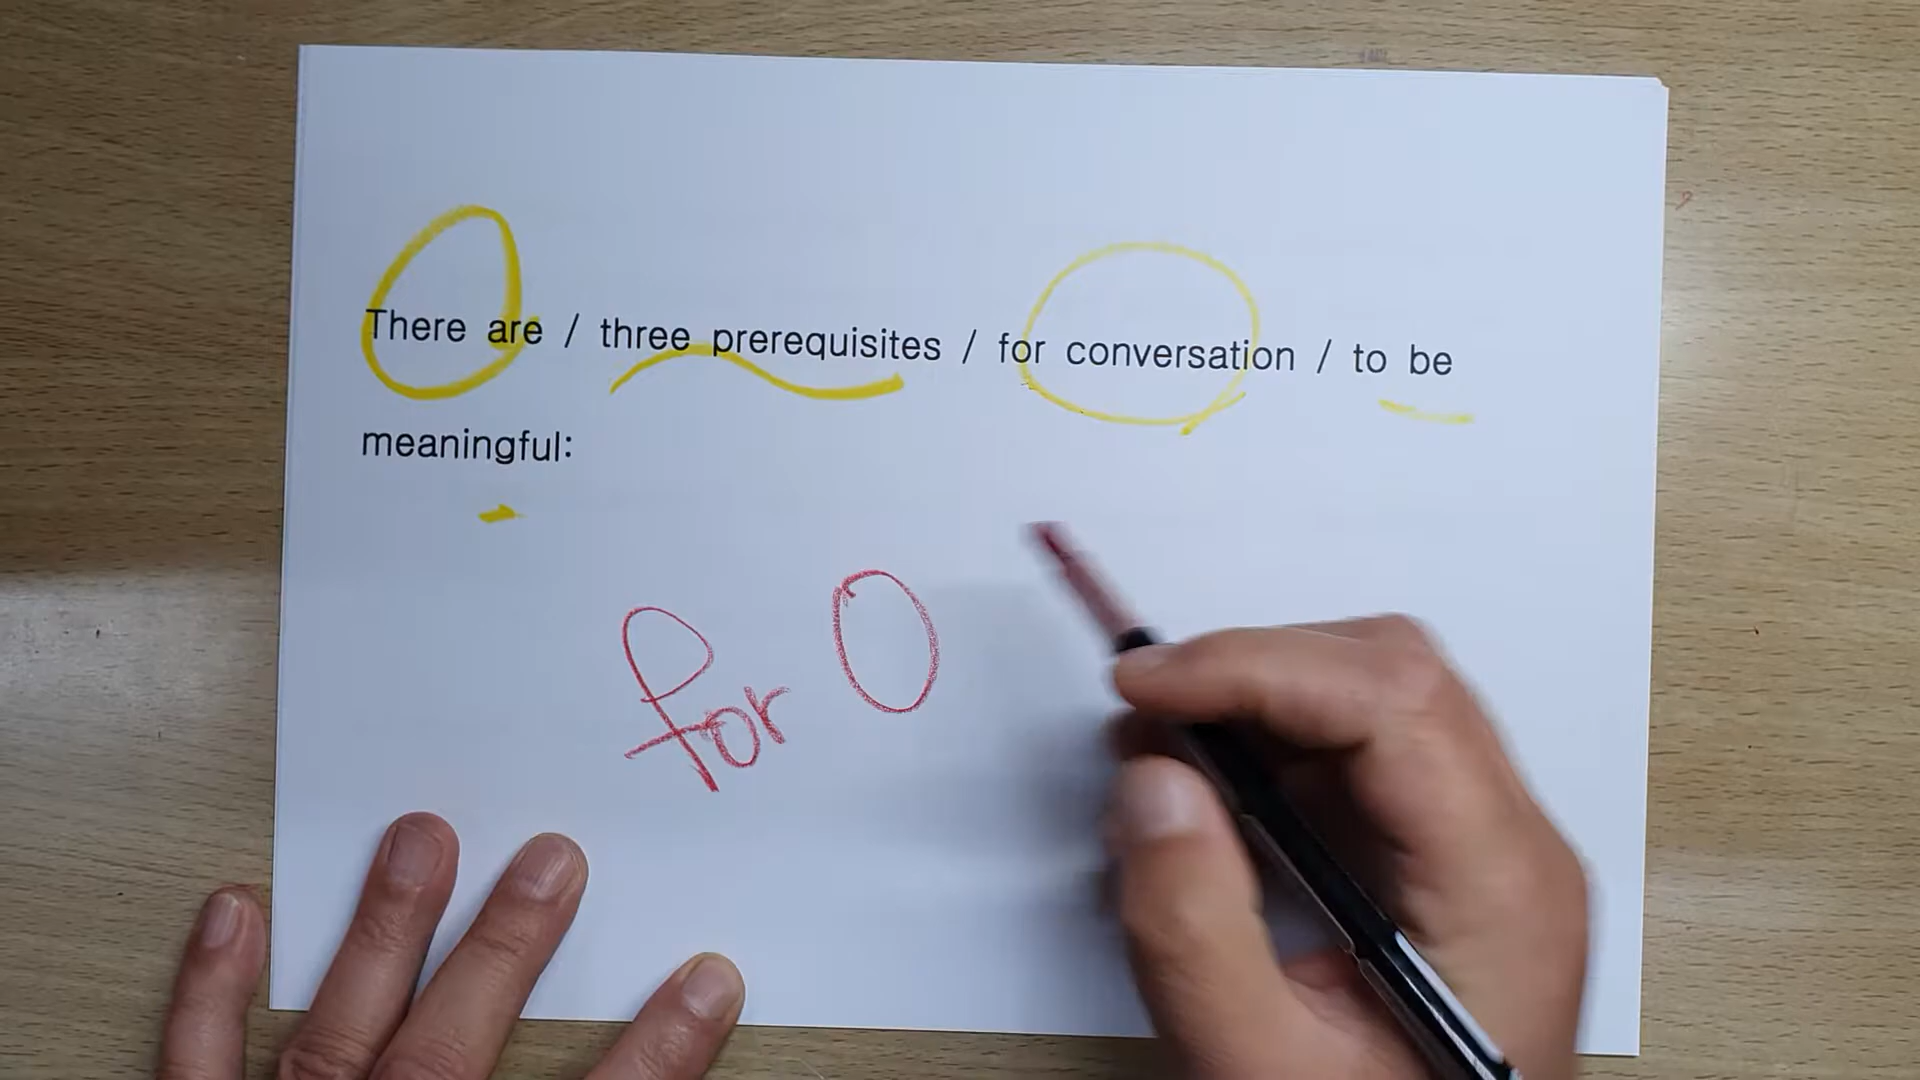 There are / three prerequisites / for conversation / to be
meaningful:
for O